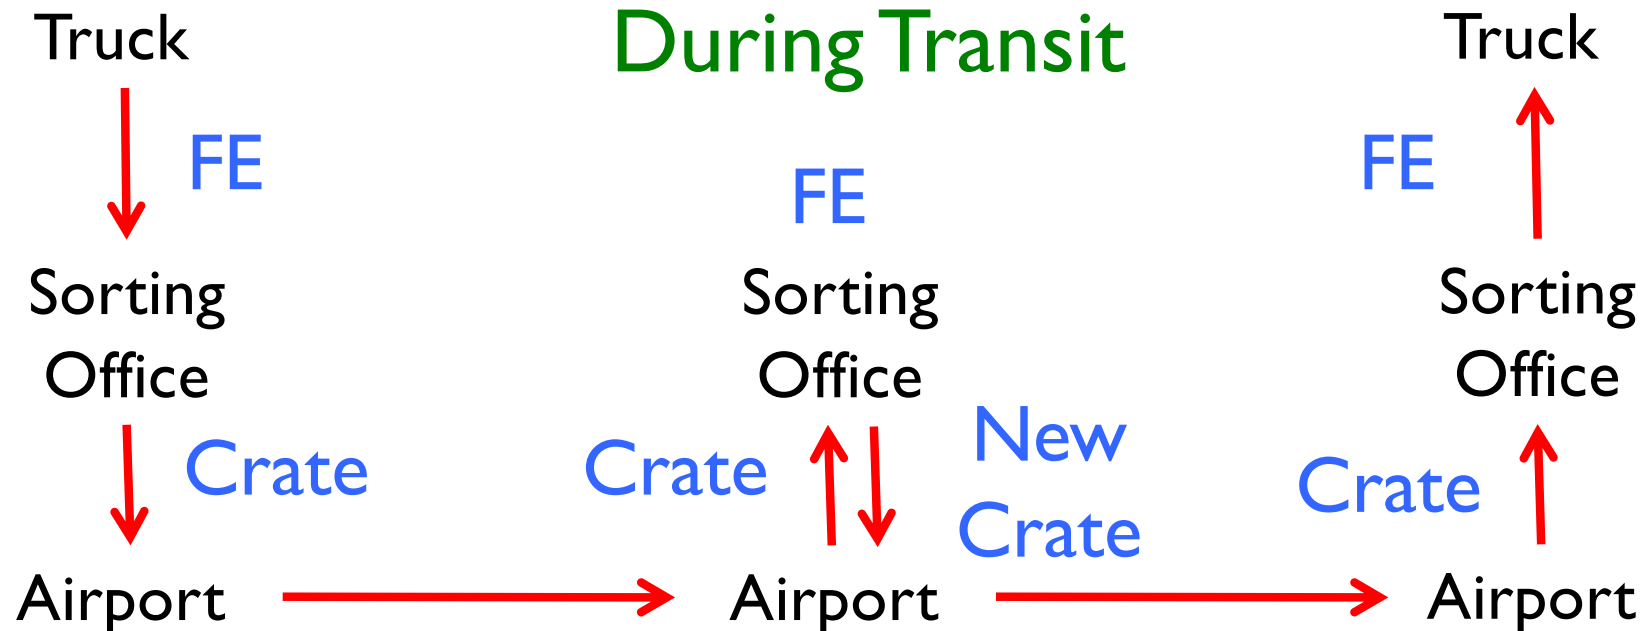 Truck
During Transit
Truck
FE
FE
FE
Sorting
Office
Sorting
Office
Sorting
Office
Crate
Crate
New
Crate
Crate
Airport
Airport
Airport